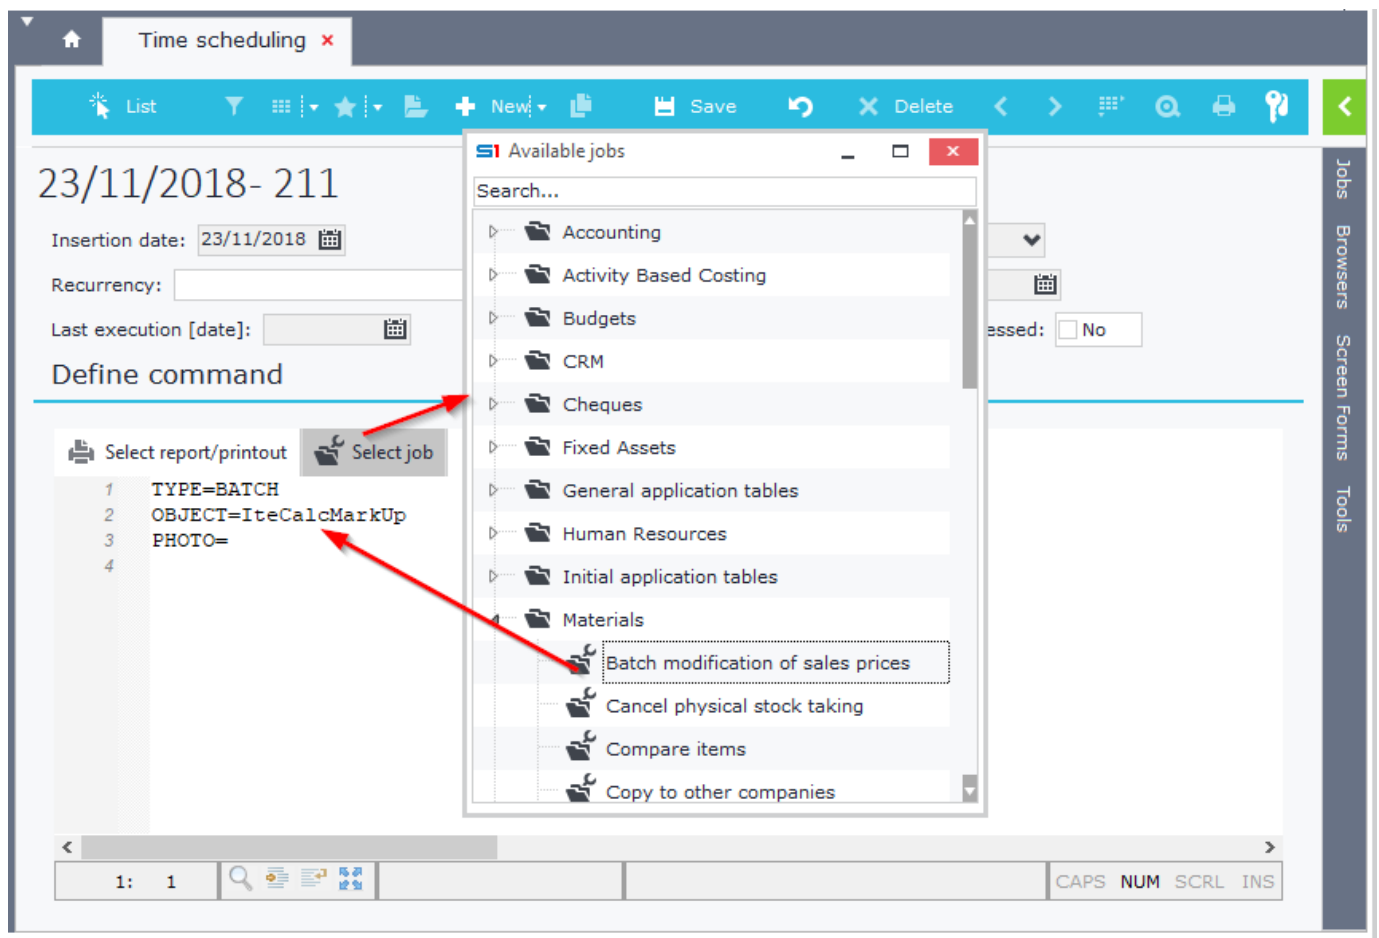 Time scheduling ×
List New Save Delete
S1 Available jobs
Search...
23/11/2018- 211
Insertion date: 23/11/2018
Recurrency:
Last execution [date]:
essed: No
Define command
Select report/printout Select job
1 TYPE=BATCH
2 OBJECT=IteCalcMarkUp
3 PHOTO=
4
Accounting
Activity Based Costing
Budgets
CRM
Cheques
Fixed Assets
General application tables
Human Resources
Initial application tables
Materials
Batch modification of sales prices
Cancel physical stock taking
Compare items
Copy to other companies
Jobs
Browsers
Screen Forms
Tools
1: 1 CAPS NUM SCRL INS